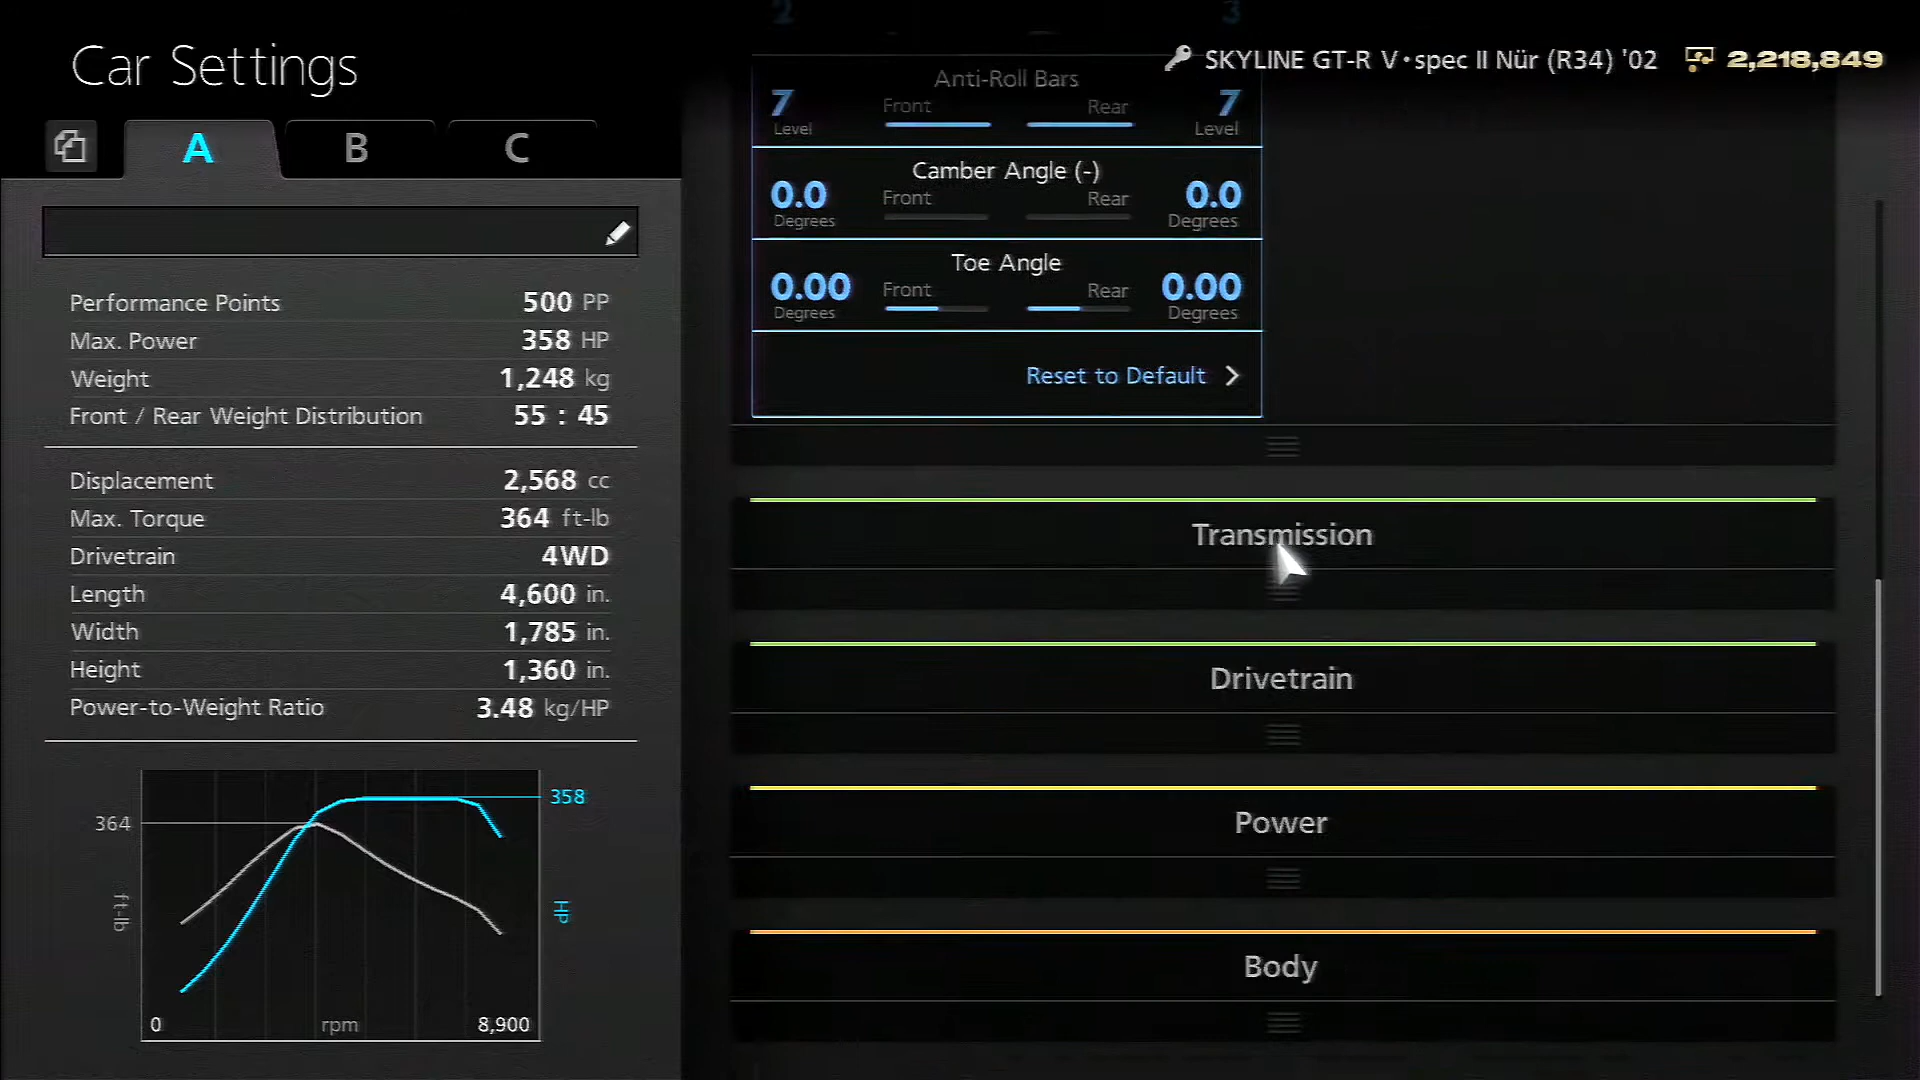 Car Settings
SKYLINE GT-R V・spec II Nür (R34) '02
2,218,849
2
3
A
B
C
Anti-Roll Bars
7
Level
Front
Rear
7
Level
Camber Angle (-)
0.0
Degrees
Front
Rear
0.0
Degrees
Toe Angle
0.00
Degrees
Front
Rear
0.00
Degrees
Reset to Default
Performance Points 500 PP
Max. Power 358 HP
Weight 1,248 kg
Front / Rear Weight Distribution 55 : 45
Displacement 2,568 cc
Max. Torque 364 ft-lb
Drivetrain 4WD
Length 4,600 in.
Width 1,785 in.
Height 1,360 in.
Power-to-Weight Ratio 3.48 kg/HP
358
364
ft-lb
HP
0 rpm 8,900
Transmission
Drivetrain
Power
Body